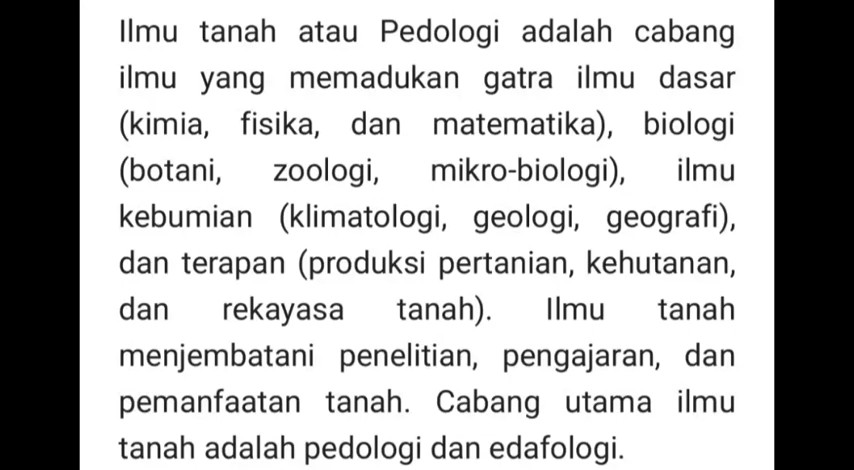 Ilmu tanah atau Pedologi adalah cabang
ilmu yang memadukan gatra ilmu dasar
(kimia, fisika, dan matematika), biologi
(botani, zoologi, mikro-biologi), ilmu
kebumian (klimatologi, geologi, geografi),
dan terapan (produksi pertanian, kehutanan,
dan rekayasa tanah). Ilmu tanah
menjembatani penelitian, pengajaran, dan
pemanfaatan tanah. Cabang utama ilmu
tanah adalah pedologi dan edafologi.